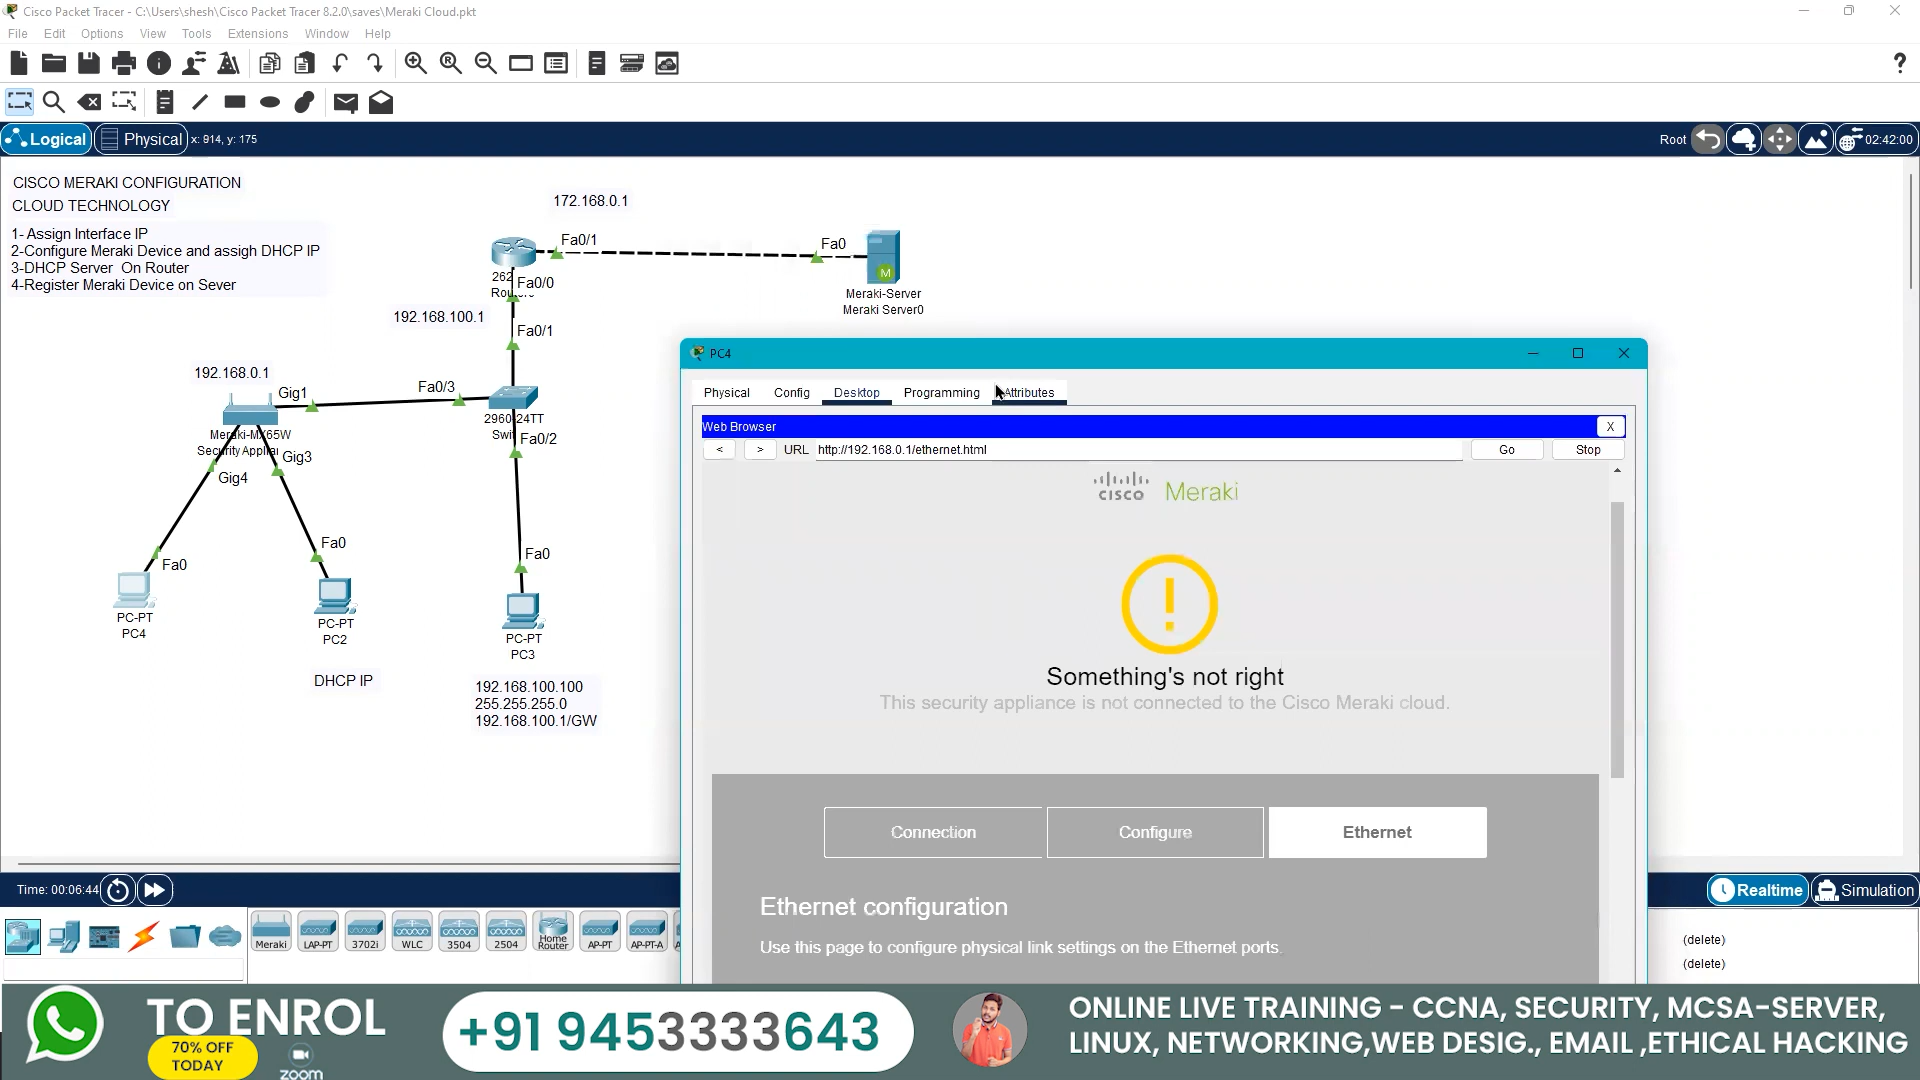 Cisco Packet Tracer - C:\Users\shesh\Cisco Packet Tracer 8.2.0\saves\Meraki Cloud.pkt
File Edit Options View Tools Extensions Window Help
Logical Physical x: 914, y: 175
Root 02:42:00
CISCO MERAKI CONFIGURATION
CLOUD TECHNOLOGY
1- Assign Interface IP
2-Configure Meraki Device and assigh DHCP IP
3-DHCP Server On Router
4-Register Meraki Device on Sever
172.168.0.1
Fa0/1
Fa0
262
Fa0/0
M
Meraki-Server
Meraki Server0
192.168.100.1
Fa0/1
192.168.0.1
Gig1
Fa0/3
2960-24TT
Fa0/2
Meraki-MX65W
Security Applia
Gig3
Gig4
Fa0
Fa0
Fa0
PC-PT
PC4
PC-PT
PC2
PC-PT
PC3
DHCP IP
192.168.100.100
255.255.255.0
192.168.100.1/GW
PC4
Physical Config Desktop Programming Attributes
Web Browser
X
< > URL http://192.168.0.1/ethernet.html Go Stop
CISCO Meraki
Something's not right
This security appliance is not connected to the Cisco Meraki cloud.
Connection Configure Ethernet
Ethernet configuration
Use this page to configure physical link settings on the Ethernet ports.
Time: 00:06:44
Realtime Simulation
Meraki LAP-PT 3702i WLC 3504 2504 Home Router AP-PT AP-PT-A
(delete)
(delete)
TO ENROL
70% OFF
TODAY
zoom
+91 9453333643
ONLINE LIVE TRAINING - CCNA, SECURITY, MCSA-SERVER,
LINUX, NETWORKING,WEB DESIG., EMAIL ,ETHICAL HACKING